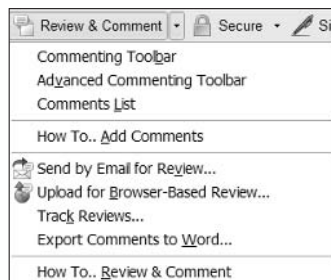 Review & Comment Secure Si
Commenting Toolbar
Advanced Commenting Toolbar
Comments List
How To.. Add Comments
Send by Email for Review...
Upload for Browser-Based Review...
Track Reviews...
Export Comments to Word...
How To.. Review & Comment